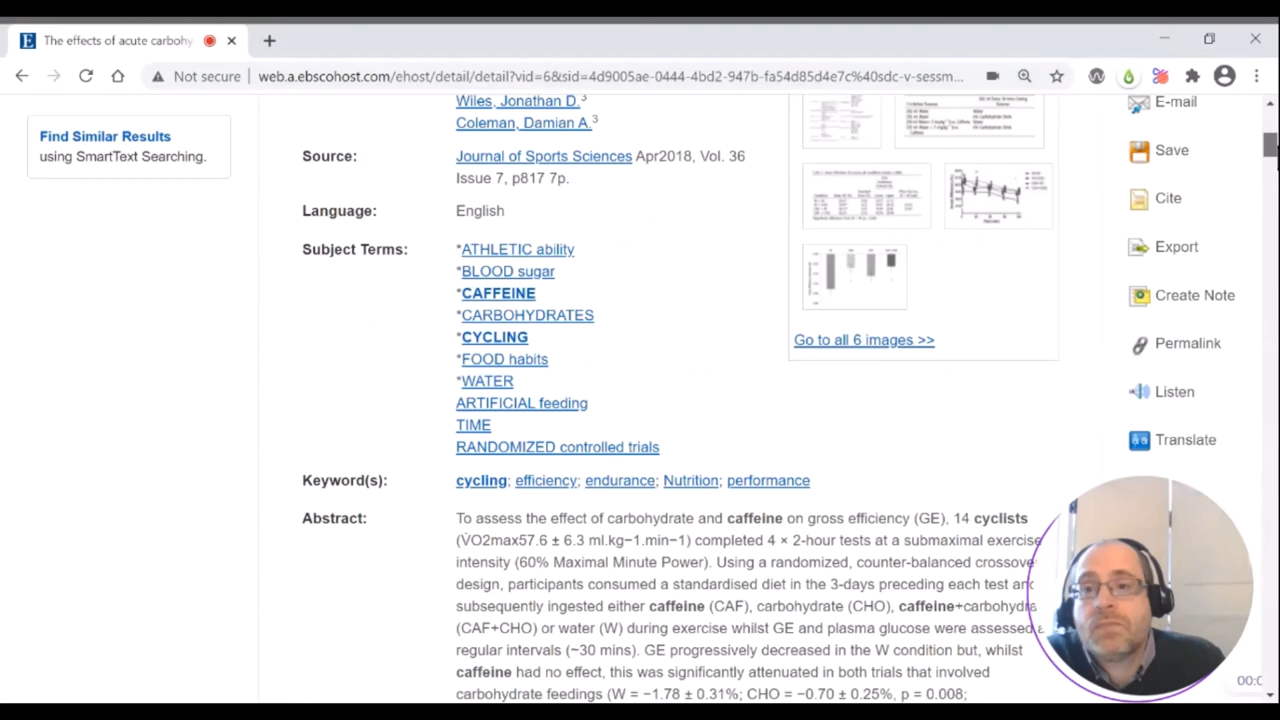 The effects of acute carbohy
Not secure
web.a.ebscohost.com/ehost/detail/detail?vid=6&sid=4d9005ae-0444-4bd2-947b-fa54d85d4e7c%40sdc-v-sessm...
Find Similar Results
using SmartText Searching.
Wiles, Jonathan D.³
Coleman, Damian A.³
Source: Journal of Sports Sciences Apr2018, Vol. 36
Issue 7, p817 7p.
Language: English
Subject Terms: *ATHLETIC ability
*BLOOD sugar
*CAFFEINE
*CARBOHYDRATES
*CYCLING
*FOOD habits
*WATER
ARTIFICIAL feeding
TIME
RANDOMIZED controlled trials
Keyword(s): cycling; efficiency; endurance; Nutrition; performance
Abstract: To assess the effect of carbohydrate and caffeine on gross efficiency (GE), 14 cyclists
(V̇O2max57.6 ± 6.3 ml.kg−1.min−1) completed 4 × 2-hour tests at a submaximal exercise
intensity (60% Maximal Minute Power). Using a randomized, counter-balanced crossove
design, participants consumed a standardised diet in the 3-days preceding each test and
subsequently ingested either caffeine (CAF), carbohydrate (CHO), caffeine+carbohydra
(CAF+CHO) or water (W) during exercise whilst GE and plasma glucose were assessed a
regular intervals (~30 mins). GE progressively decreased in the W condition but, whilst
caffeine had no effect, this was significantly attenuated in both trials that involved
carbohydrate feedings (W = −1.78 ± 0.31%; CHO = −0.70 ± 0.25%, p = 0.008;
Go to all 6 images >>
E-mail
Save
Cite
Export
Create Note
Permalink
Listen
Translate